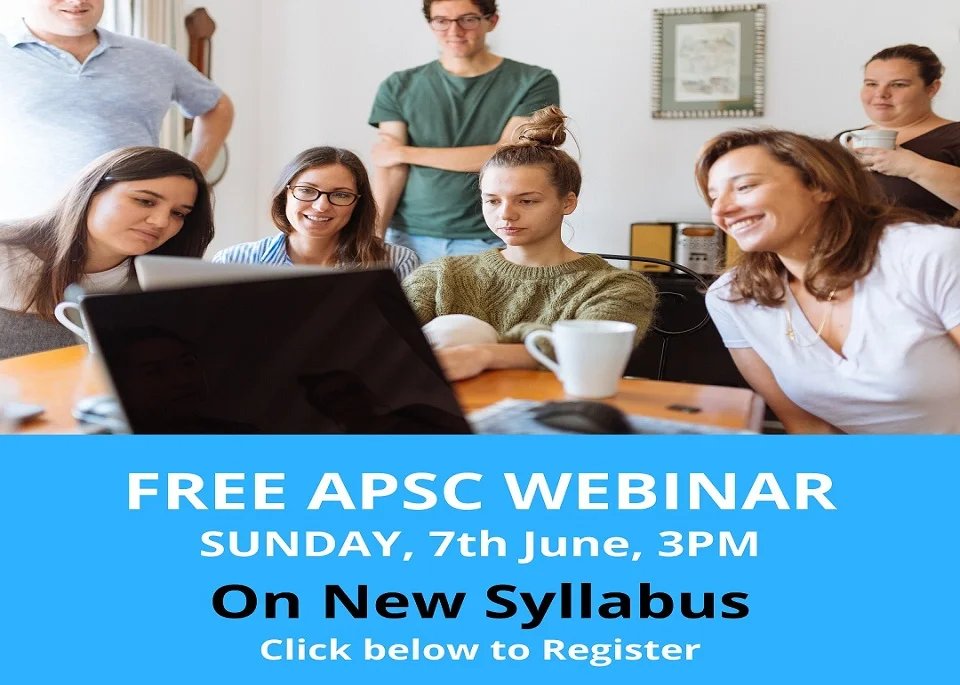 FREE APSC WEBINAR
SUNDAY, 7th June, 3PM
On New Syllabus
Click below to Register